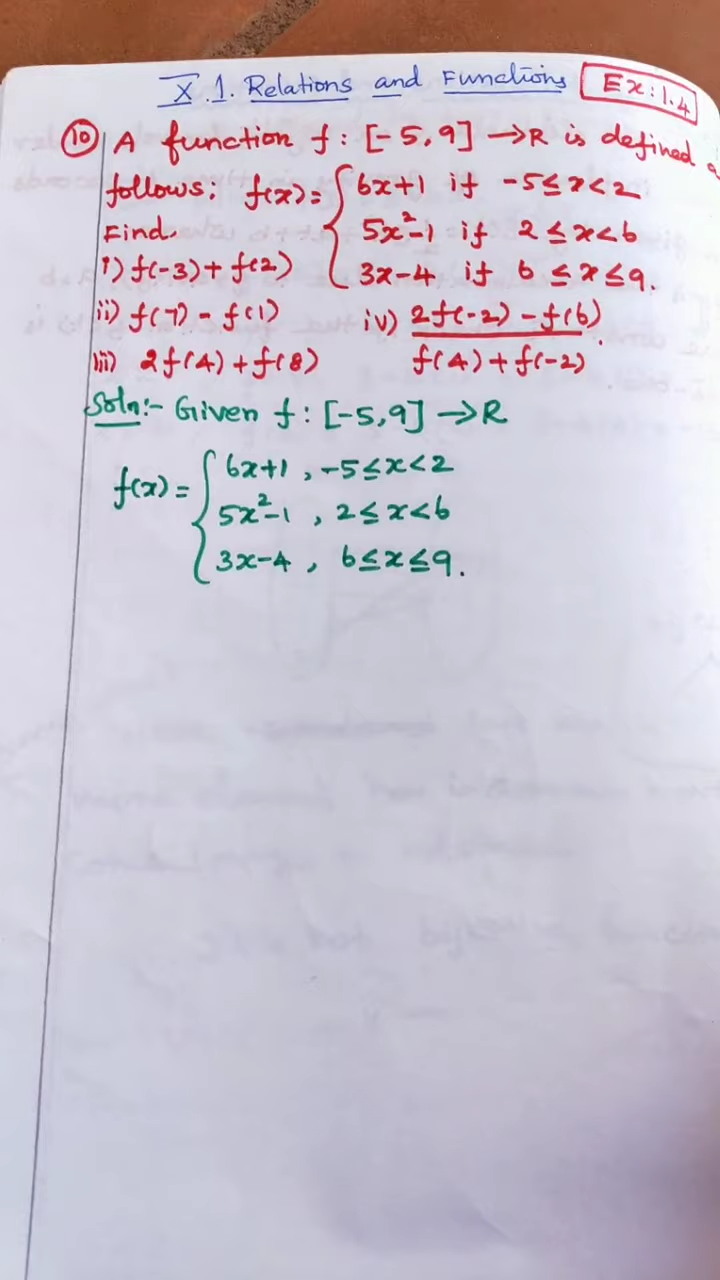 X.1. Relations and Functions Ex:1.4
10 A function f: [-5,9] →R is defined
follows: f(x)= { 6x+1 if -5≤x<2
Find. 5x²-1 if 2≤x<6
i) f(-3)+f(2) 3x-4 if 6≤x≤9.
ii) f(7)-f(1) iv) 2f(-2)-f(6)
iii) 2f(4)+f(8) f(4)+f(-2).
Soln:- Given f: [-5,9] →R
f(x)= { 6x+1, -5≤x<2
5x²-1, 2≤x<6
3x-4, 6≤x≤9.